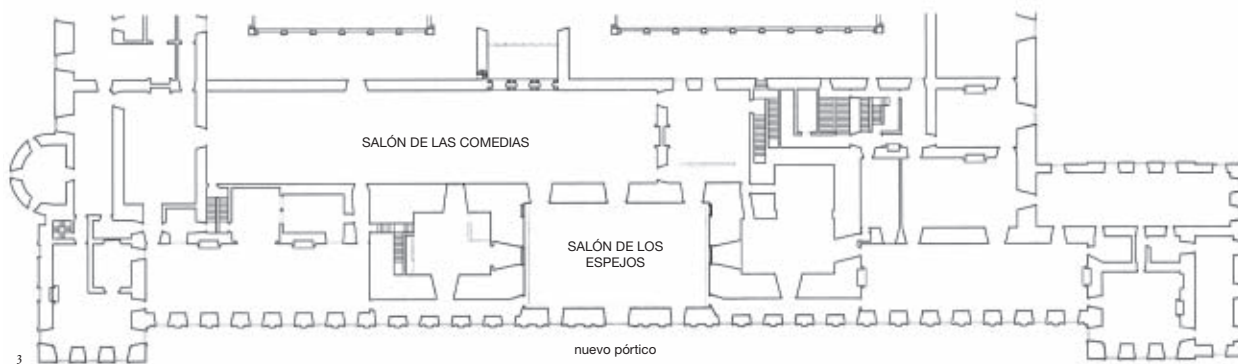 SALÓN DE LAS COMEDIAS
SALÓN DE LOS
ESPEJOS
nuevo pórtico
3